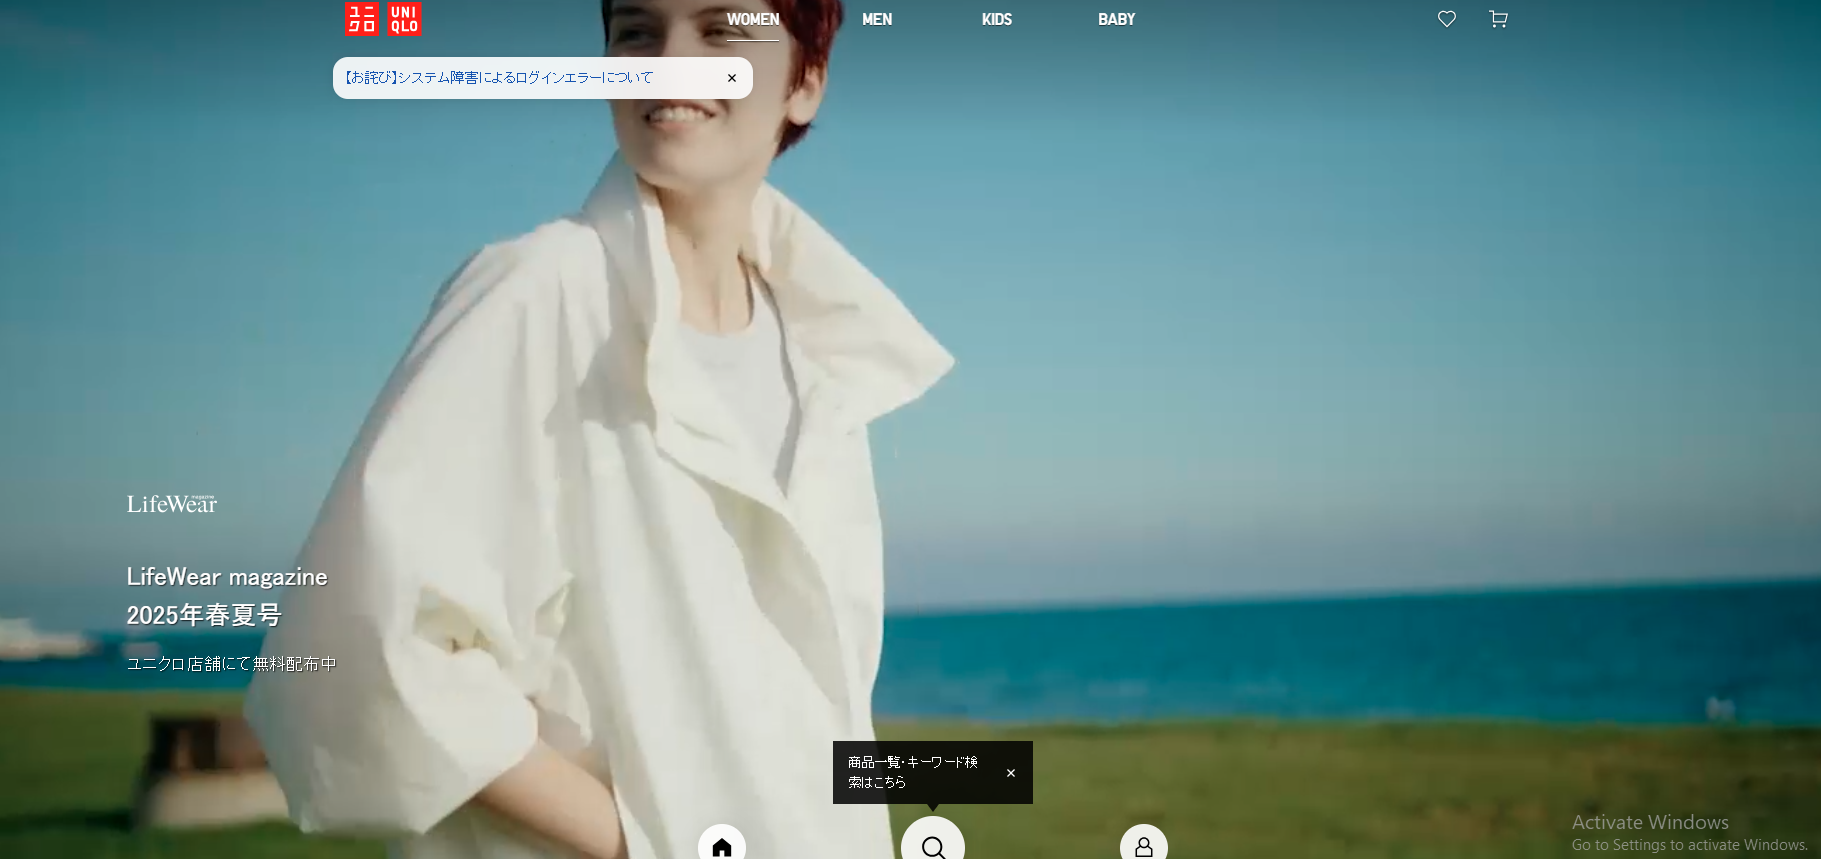 ユニクロ UNIQLO
WOMEN MEN KIDS BABY
【お詫び】システム障害によるログインエラーについて
LifeWear magazine
LifeWear magazine
2025年春夏号
ユニクロ店舗にて無料配布中
商品一覧・キーワード検
索はこちら
Activate Windows
Go to Settings to activate Windows.